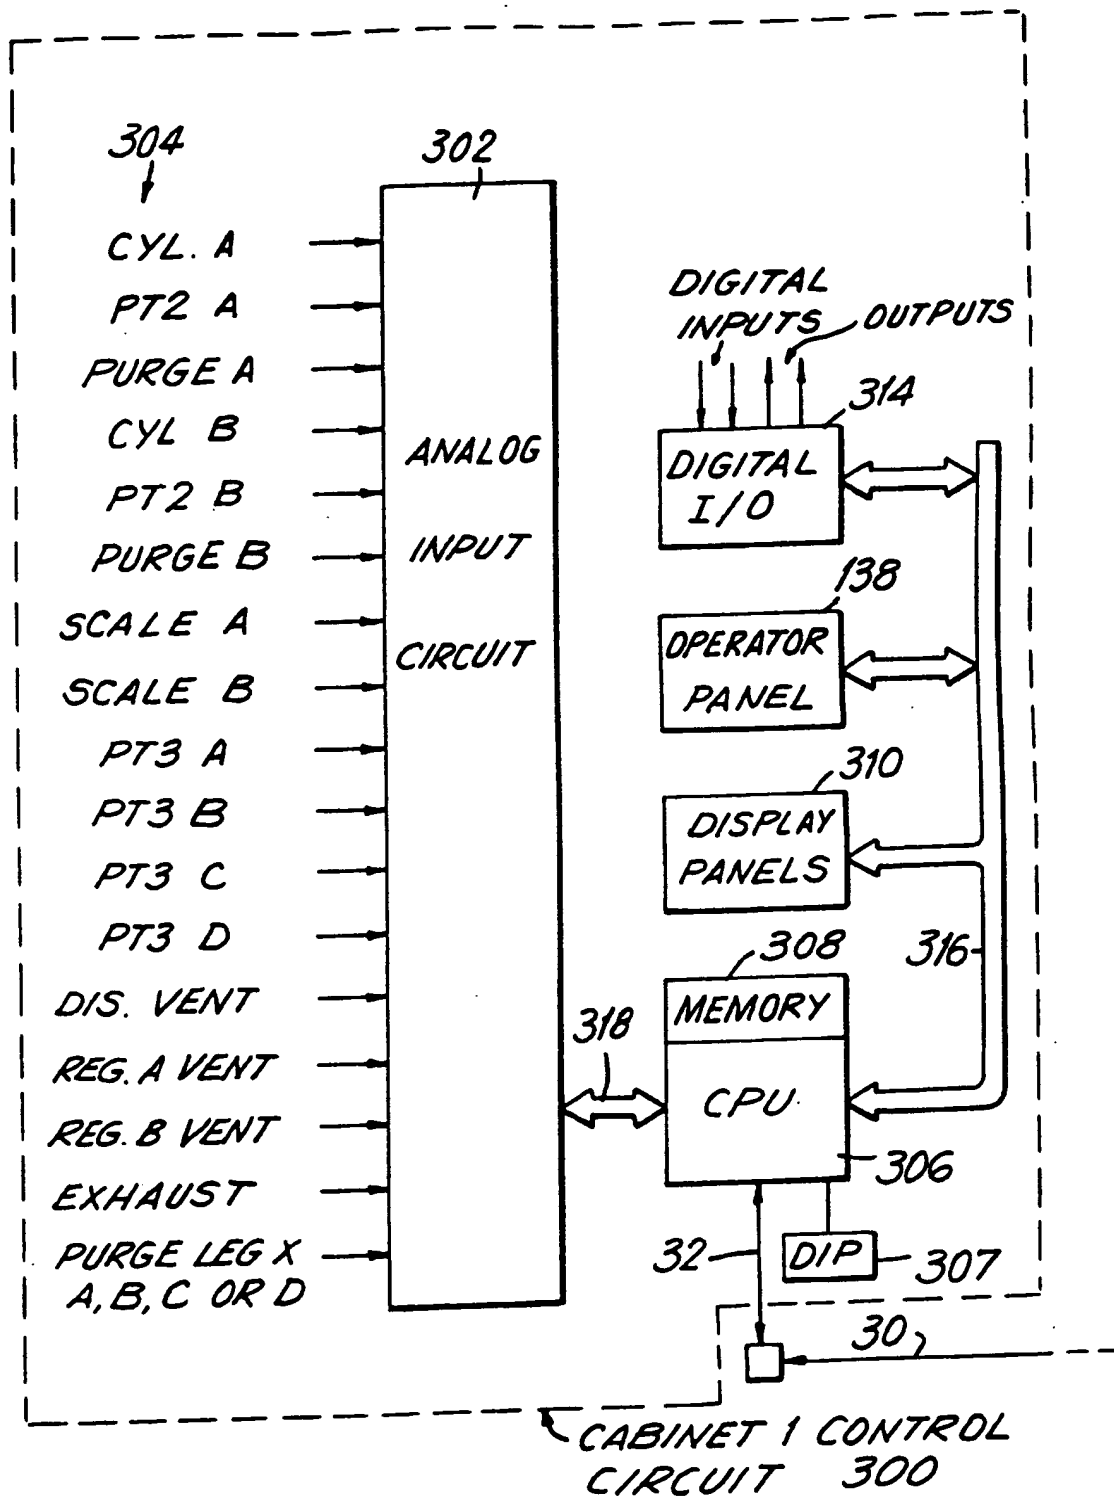 304
302
CYL. A
PT2 A
PURGE A
CYL B
PT2 B
PURGE B
SCALE A
SCALE B
PT3 A
PT3 B
PT3 C
PT3 D
DIS. VENT
REG. A VENT
REG. B VENT
EXHAUST
PURGE LEG X
A, B, C OR D
ANALOG
INPUT
CIRCUIT
DIGITAL
INPUTS
OUTPUTS
314
DIGITAL
I/O
138
OPERATOR
PANEL
310
DISPLAY
PANELS
316
308
MEMORY
318
CPU
306
32
DIP
307
30
CABINET 1 CONTROL
CIRCUIT 300